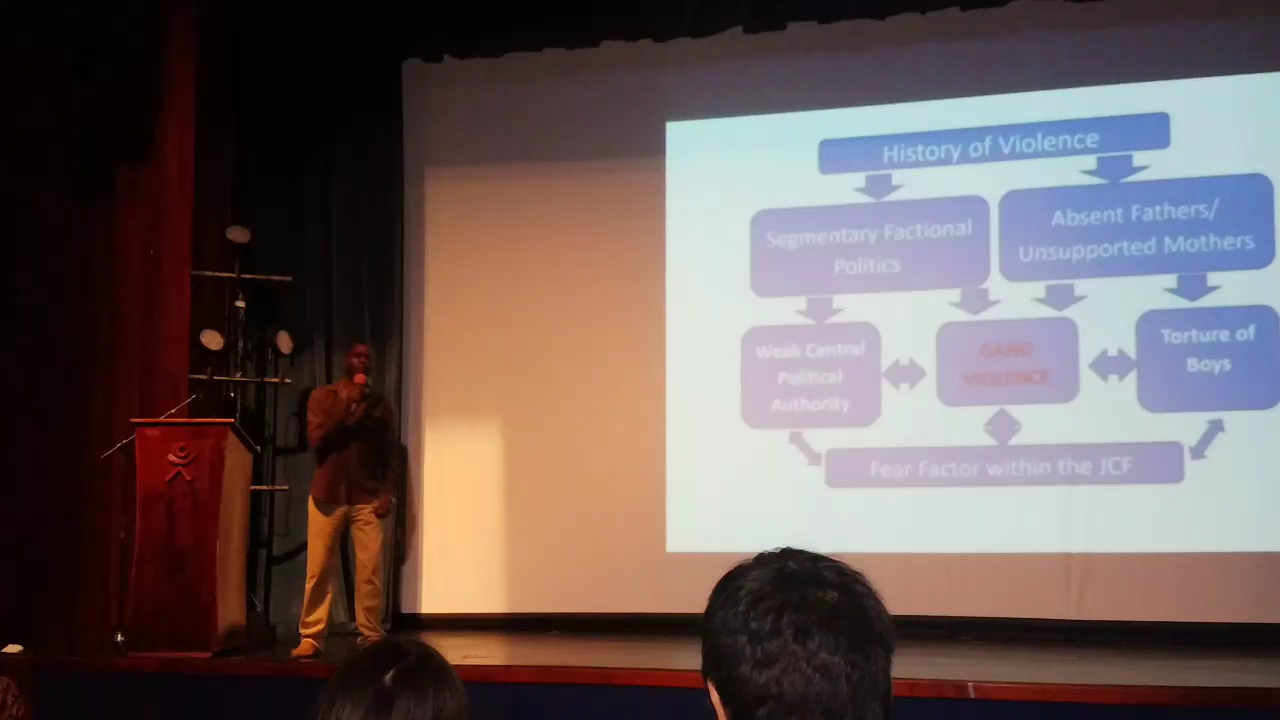 History of Violence
Segmentary Factional
Politics
Absent Fathers/
Unsupported Mothers
Weak Central
Political
Authority
GANG
VIOLENCE
Torture of
Boys
Fear Factor within the JCF